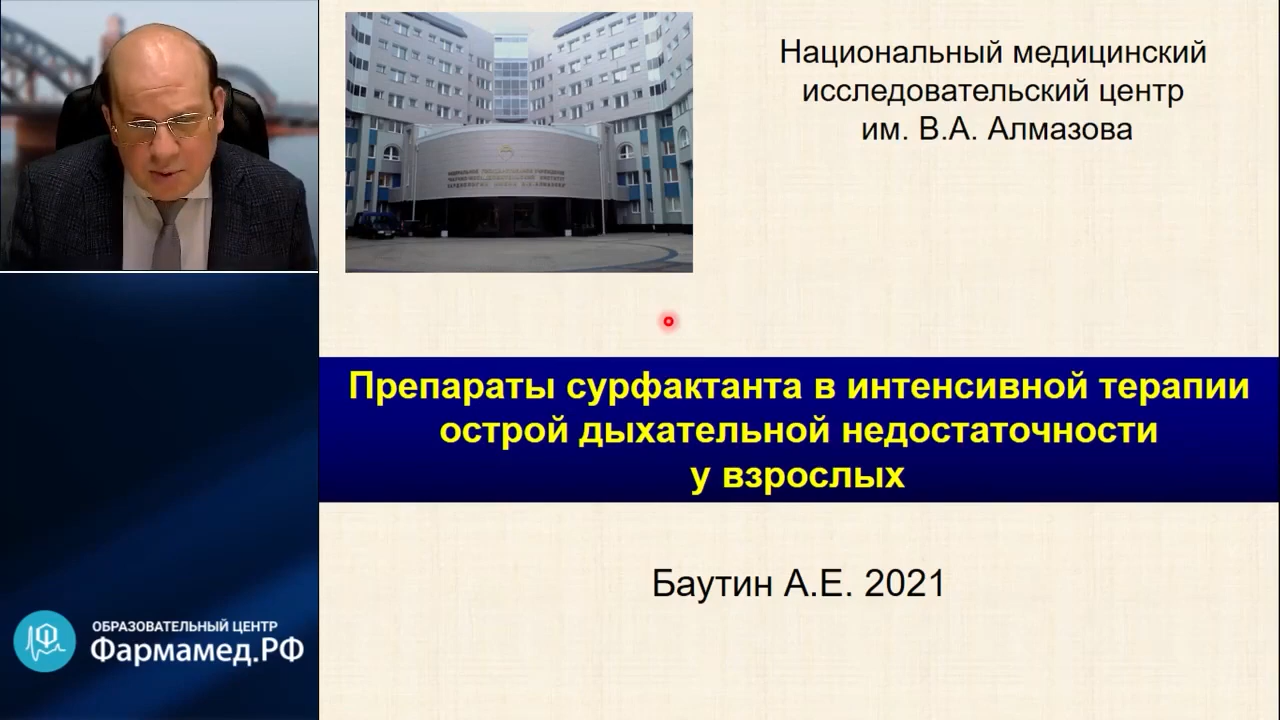 Национальный медицинский
исследовательский центр
им. В.А. Алмазова
Препараты сурфактанта в интенсивной терапии
острой дыхательной недостаточности
у взрослых
Баутин А.Е. 2021
ОБРАЗОВАТЕЛЬНЫЙ ЦЕНТР
Фармамед.РФ